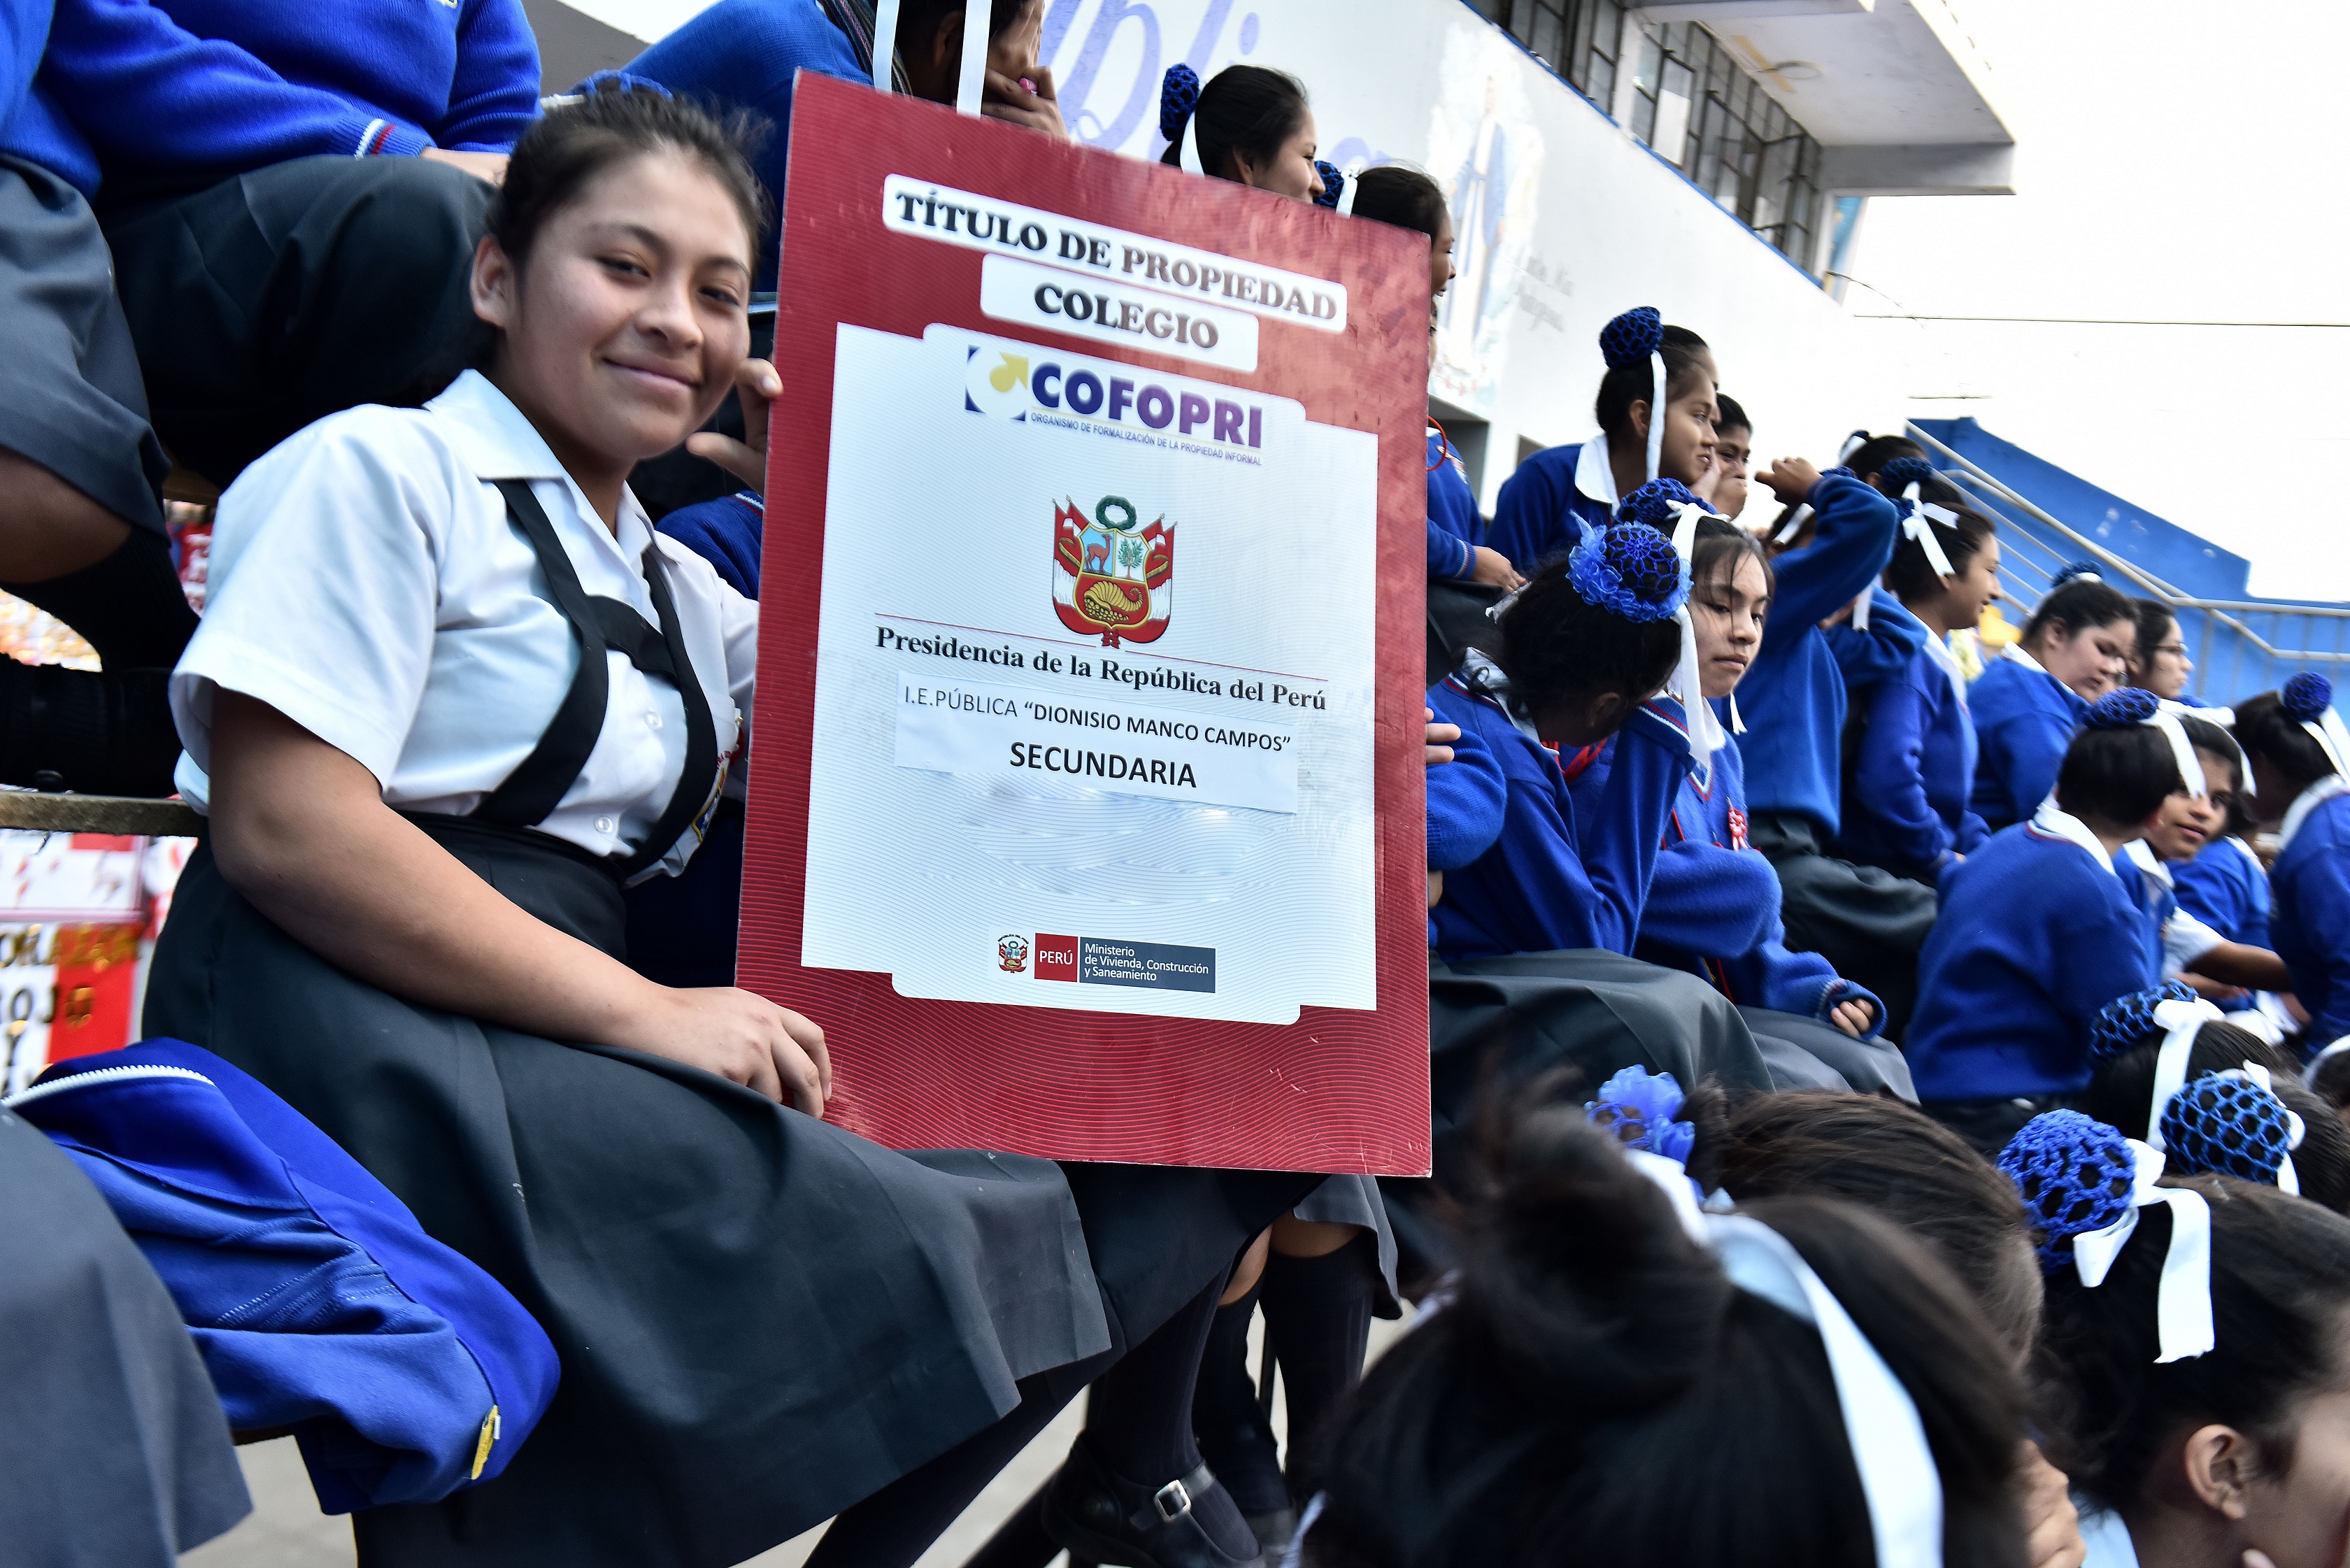 TÍTULO DE PROPIEDAD
COLEGIO
COFOPRI
ORGANISMO DE FORMALIZACIÓN DE LA PROPIEDAD INFORMAL
Presidencia de la República del Perú
I.E.PÚBLICA “DIONISIO MANCO CAMPOS”
SECUNDARIA
PERÚ
Ministerio
de Vivienda, Construcción
y Saneamiento